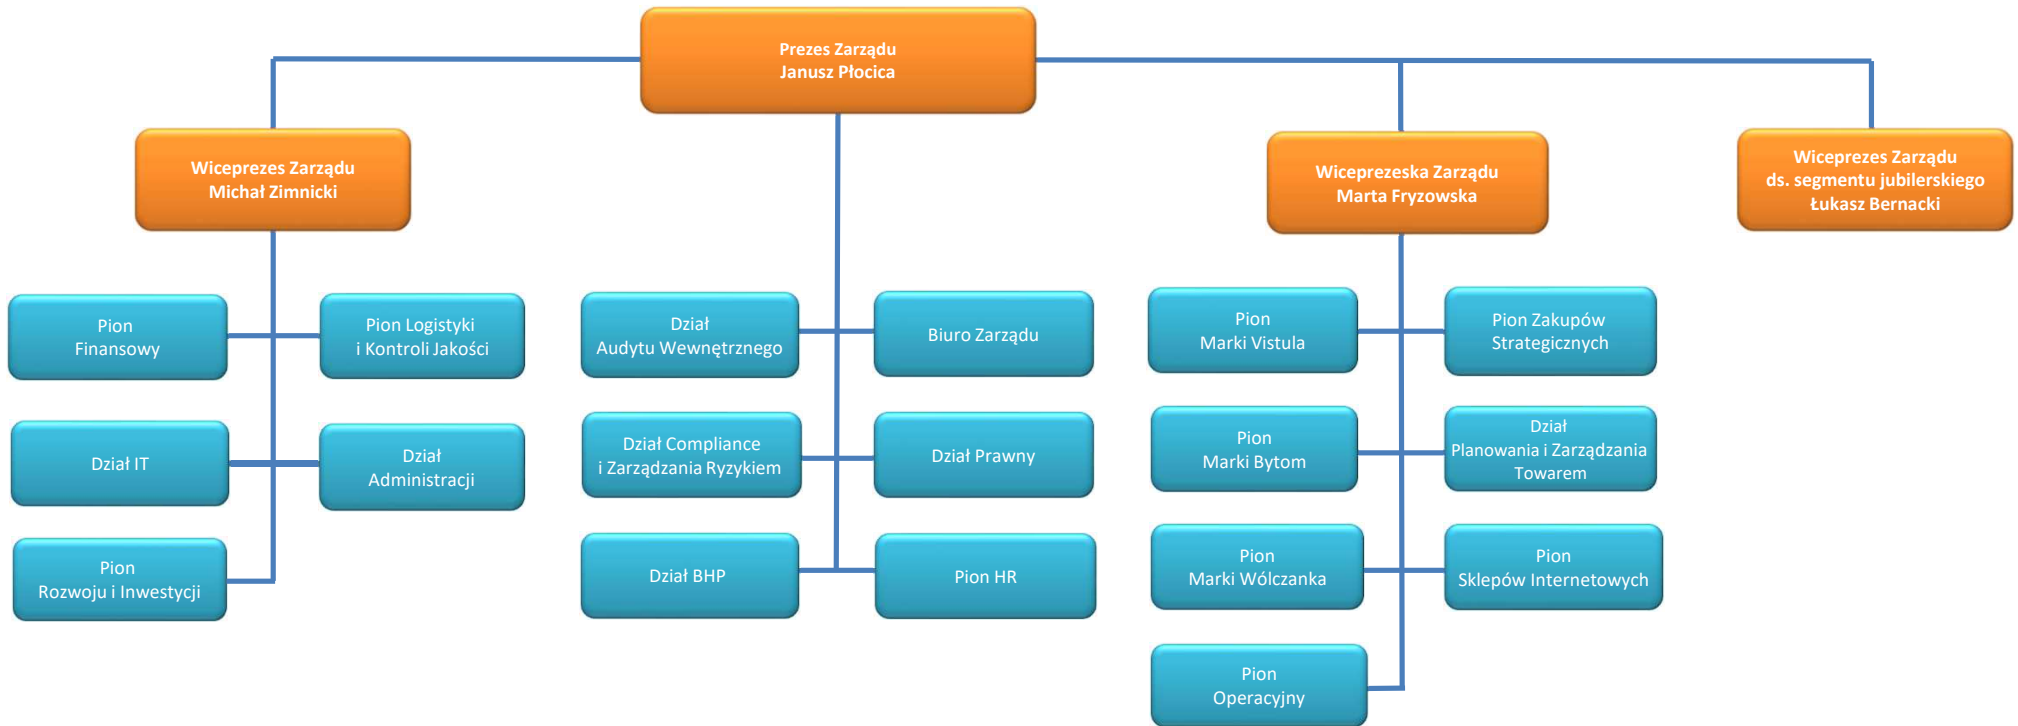 Prezes Zarządu
Janusz Płocica
Wiceprezes Zarządu
Michał Zimnicki
Wiceprezeska Zarządu
Marta Fryzowska
Wiceprezes Zarządu
ds. segmentu jubilerskiego
Łukasz Bernacki
Pion
Finansowy
Pion Logistyki
i Kontroli Jakości
Dział IT
Dział
Administracji
Pion
Rozwoju i Inwestycji
Dział
Audytu Wewnętrznego
Biuro Zarządu
Dział Compliance
i Zarządzania Ryzykiem
Dział Prawny
Dział BHP
Pion HR
Pion
Marki Vistula
Pion Zakupów
Strategicznych
Pion
Marki Bytom
Dział
Planowania i Zarządzania
Towarem
Pion
Marki Wólczanka
Pion
Sklepów Internetowych
Pion
Operacyjny